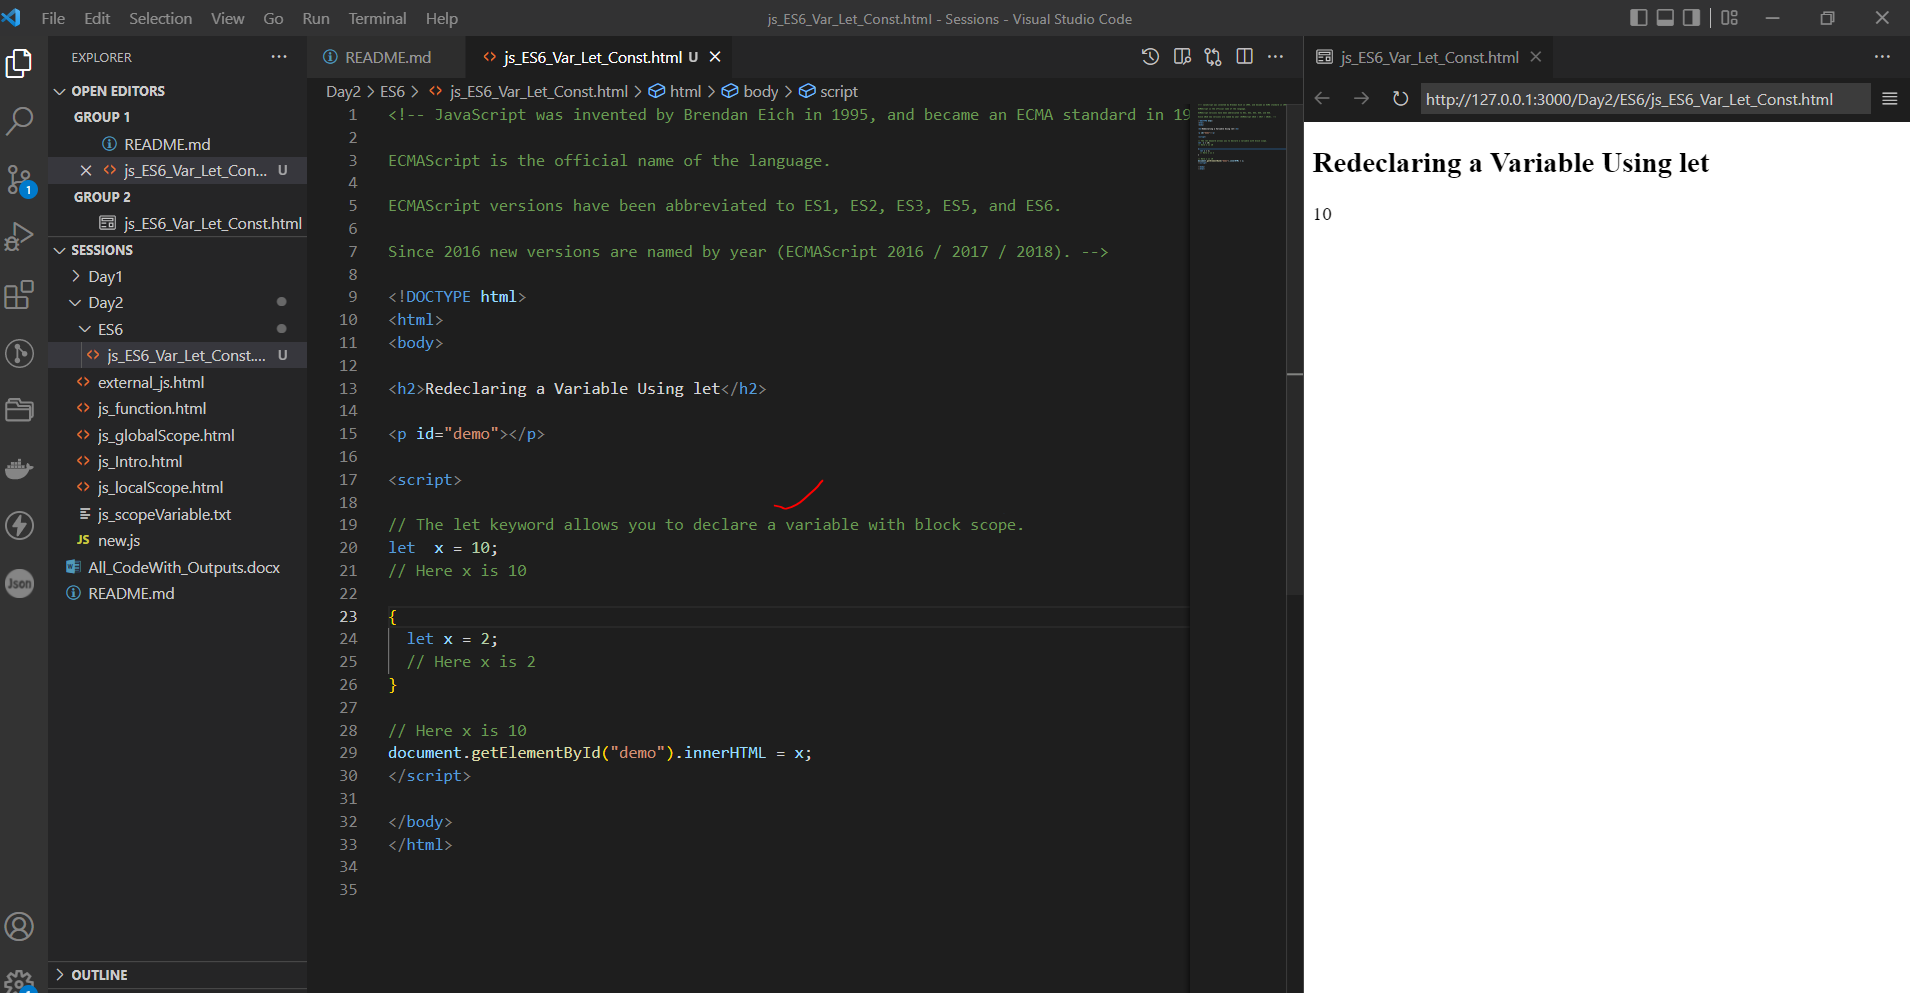 File Edit Selection View Go Run Terminal Help
js_ES6_Var_Let_Const.html - Sessions - Visual Studio Code
EXPLORER
OPEN EDITORS
GROUP 1
README.md
js_ES6_Var_Let_Con... U
GROUP 2
js_ES6_Var_Let_Const.html
SESSIONS
Day1
Day2
ES6
js_ES6_Var_Let_Const.... U
external_js.html
js_function.html
js_globalScope.html
js_Intro.html
js_localScope.html
js_scopeVariable.txt
JS new.js
All_CodeWith_Outputs.docx
README.md
OUTLINE
1
Json
README.md
js_ES6_Var_Let_Const.html U
Day2 > ES6 > js_ES6_Var_Let_Const.html > html > body > script
1 <!-- JavaScript was invented by Brendan Eich in 1995, and became an ECMA standard in 19
2
3 ECMAScript is the official name of the language.
4
5 ECMAScript versions have been abbreviated to ES1, ES2, ES3, ES5, and ES6.
6
7 Since 2016 new versions are named by year (ECMAScript 2016 / 2017 / 2018). -->
8
9 <!DOCTYPE html>
10 <html>
11 <body>
12
13 <h2>Redeclaring a Variable Using let</h2>
14
15 <p id="demo"></p>
16
17 <script>
18
19 // The let keyword allows you to declare a variable with block scope.
20 let  x = 10;
21 // Here x is 10
22
23 {
24   let x = 2;
25   // Here x is 2
26 }
27
28 // Here x is 10
29 document.getElementById("demo").innerHTML = x;
30 </script>
31
32 </body>
33 </html>
34
35
js_ES6_Var_Let_Const.html
http://127.0.0.1:3000/Day2/ES6/js_ES6_Var_Let_Const.html
Redeclaring a Variable Using let
10